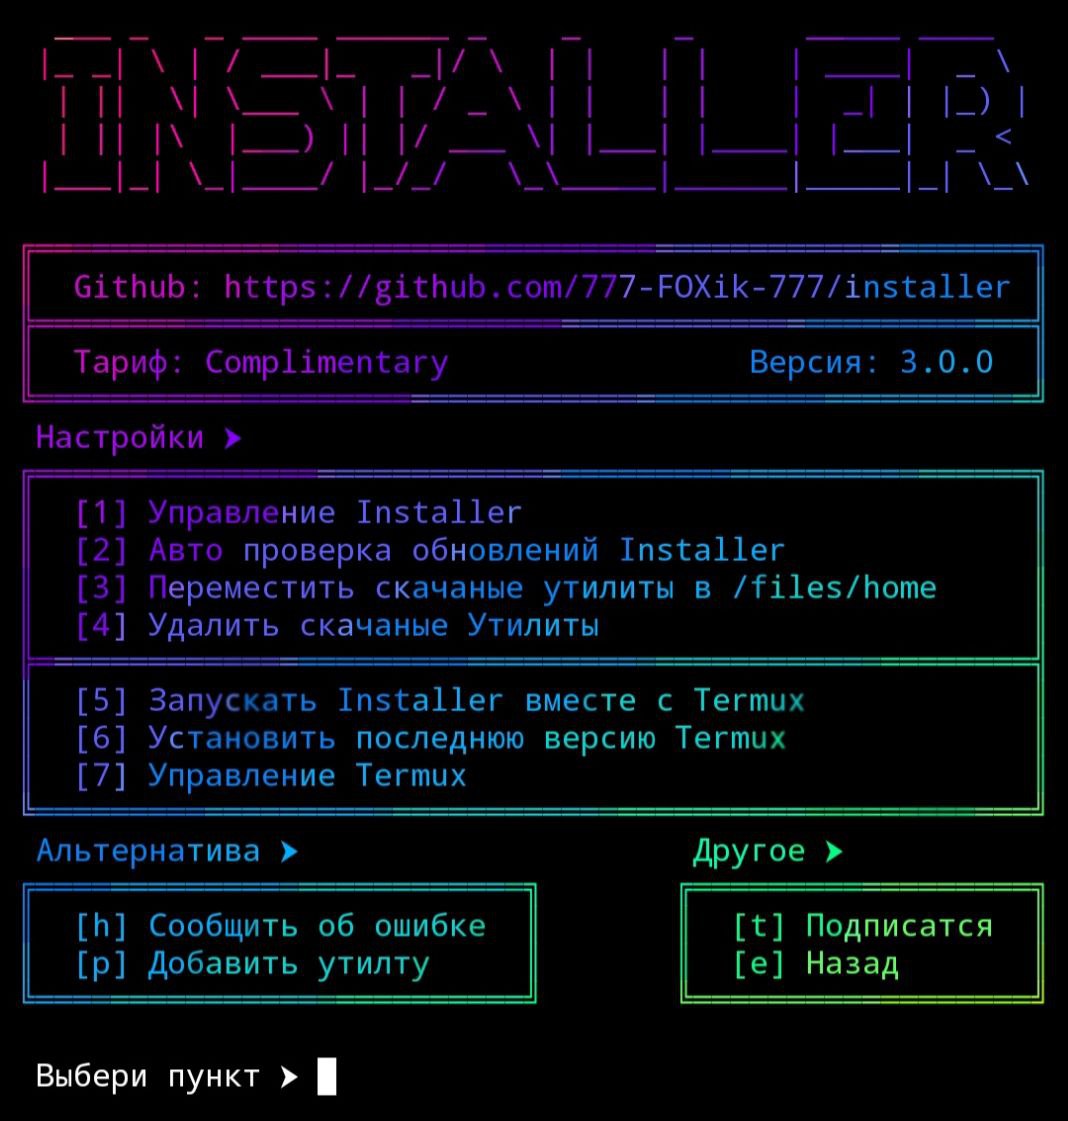 INSTALLER
Github: https://github.com/777-FOXik-777/installer
Тариф: Complimentary Версия: 3.0.0
Настройки ➤
[1] Управление Installer
[2] Авто проверка обновлений Installer
[3] Переместить скачаные утилиты в /files/home
[4] Удалить скачаные Утилиты
[5] Запускать Installer вместе с Termux
[6] Установить последнюю версию Termux
[7] Управление Termux
Альтернатива ➤
[h] Сообщить об ошибке
[p] Добавить утилту
Другое ➤
[t] Подписатся
[e] Назад
Выбери пункт ➤